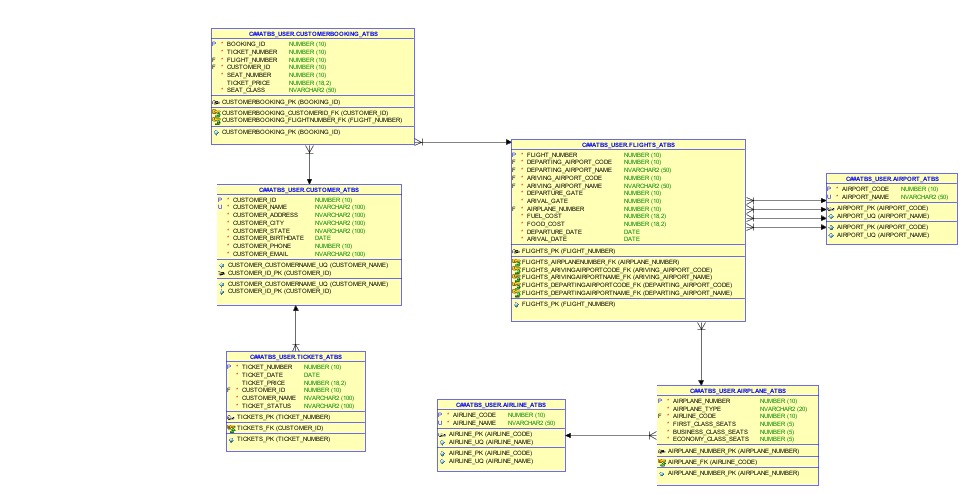 C##ATBS_USER.CUSTOMERBOOKING_ATBS
P * BOOKING_ID NUMBER (10)
* TICKET_NUMBER NUMBER (10)
F * FLIGHT_NUMBER NUMBER (10)
F * CUSTOMER_ID NUMBER (10)
* SEAT_NUMBER NUMBER (10)
TICKET_PRICE NUMBER (18,2)
* SEAT_CLASS NVARCHAR2 (50)
CUSTOMERBOOKING_PK (BOOKING_ID)
CUSTOMERBOOKING_CUSTOMERID_FK (CUSTOMER_ID)
CUSTOMERBOOKING_FLIGHTNUMBER_FK (FLIGHT_NUMBER)
CUSTOMERBOOKING_PK (BOOKING_ID)
C##ATBS_USER.FLIGHTS_ATBS
P * FLIGHT_NUMBER NUMBER (10)
F * DEPARTING_AIRPORT_CODE NUMBER (10)
F * DEPARTING_AIRPORT_NAME NVARCHAR2 (50)
F * ARIVING_AIRPORT_CODE NUMBER (10)
F * ARIVING_AIRPORT_NAME NVARCHAR2 (50)
* DEPARTURE_GATE NUMBER (10)
* ARIVAL_GATE NUMBER (10)
F * AIRPLANE_NUMBER NUMBER (10)
* FUEL_COST NUMBER (18,2)
* FOOD_COST NUMBER (18,2)
* DEPARTURE_DATE DATE
* ARIVAL_DATE DATE
FLIGHTS_PK (FLIGHT_NUMBER)
FLIGHTS_AIRPLANENUMBER_FK (AIRPLANE_NUMBER)
FLIGHTS_ARIVINGAIRPORTCODE_FK (ARIVING_AIRPORT_CODE)
FLIGHTS_ARIVINGAIRPORTNAME_FK (ARIVING_AIRPORT_NAME)
FLIGHTS_DEPARTINGAIRPORTCODE_FK (DEPARTING_AIRPORT_CODE)
FLIGHTS_DEPARTINGAIRPORTNAME_FK (DEPARTING_AIRPORT_NAME)
FLIGHTS_PK (FLIGHT_NUMBER)
C##ATBS_USER.AIRPORT_ATBS
P * AIRPORT_CODE NUMBER (10)
U * AIRPORT_NAME NVARCHAR2 (50)
AIRPORT_PK (AIRPORT_CODE)
AIRPORT_UQ (AIRPORT_NAME)
AIRPORT_PK (AIRPORT_CODE)
AIRPORT_UQ (AIRPORT_NAME)
C##ATBS_USER.CUSTOMER_ATBS
P * CUSTOMER_ID NUMBER (10)
U * CUSTOMER_NAME NVARCHAR2 (100)
* CUSTOMER_ADDRESS NVARCHAR2 (100)
* CUSTOMER_CITY NVARCHAR2 (100)
* CUSTOMER_STATE NVARCHAR2 (100)
* CUSTOMER_BIRTHDATE DATE
* CUSTOMER_PHONE NUMBER (10)
* CUSTOMER_EMAIL NVARCHAR2 (100)
CUSTOMER_CUSTOMERNAME_UQ (CUSTOMER_NAME)
CUSTOMER_ID_PK (CUSTOMER_ID)
CUSTOMER_CUSTOMERNAME_UQ (CUSTOMER_NAME)
CUSTOMER_ID_PK (CUSTOMER_ID)
C##ATBS_USER.TICKETS_ATBS
P * TICKET_NUMBER NUMBER (10)
* TICKET_DATE DATE
TICKET_PRICE NUMBER (18,2)
F * CUSTOMER_ID NUMBER (10)
* CUSTOMER_NAME NVARCHAR2 (100)
* TICKET_STATUS NVARCHAR2 (100)
TICKETS_PK (TICKET_NUMBER)
TICKETS_FK (CUSTOMER_ID)
TICKETS_PK (TICKET_NUMBER)
C##ATBS_USER.AIRLINE_ATBS
P * AIRLINE_CODE NUMBER (10)
U * AIRLINE_NAME NVARCHAR2 (50)
AIRLINE_PK (AIRLINE_CODE)
AIRLINE_UQ (AIRLINE_NAME)
AIRLINE_PK (AIRLINE_CODE)
AIRLINE_UQ (AIRLINE_NAME)
C##ATBS_USER.AIRPLANE_ATBS
P * AIRPLANE_NUMBER NUMBER (10)
* AIRPLANE_TYPE NVARCHAR2 (20)
F * AIRLINE_CODE NUMBER (10)
* FIRST_CLASS_SEATS NUMBER (5)
* BUSINESS_CLASS_SEATS NUMBER (5)
* ECONOMY_CLASS_SEATS NUMBER (5)
AIRPLANE_NUMBER_PK (AIRPLANE_NUMBER)
AIRPLANE_FK (AIRLINE_CODE)
AIRPLANE_NUMBER_PK (AIRPLANE_NUMBER)